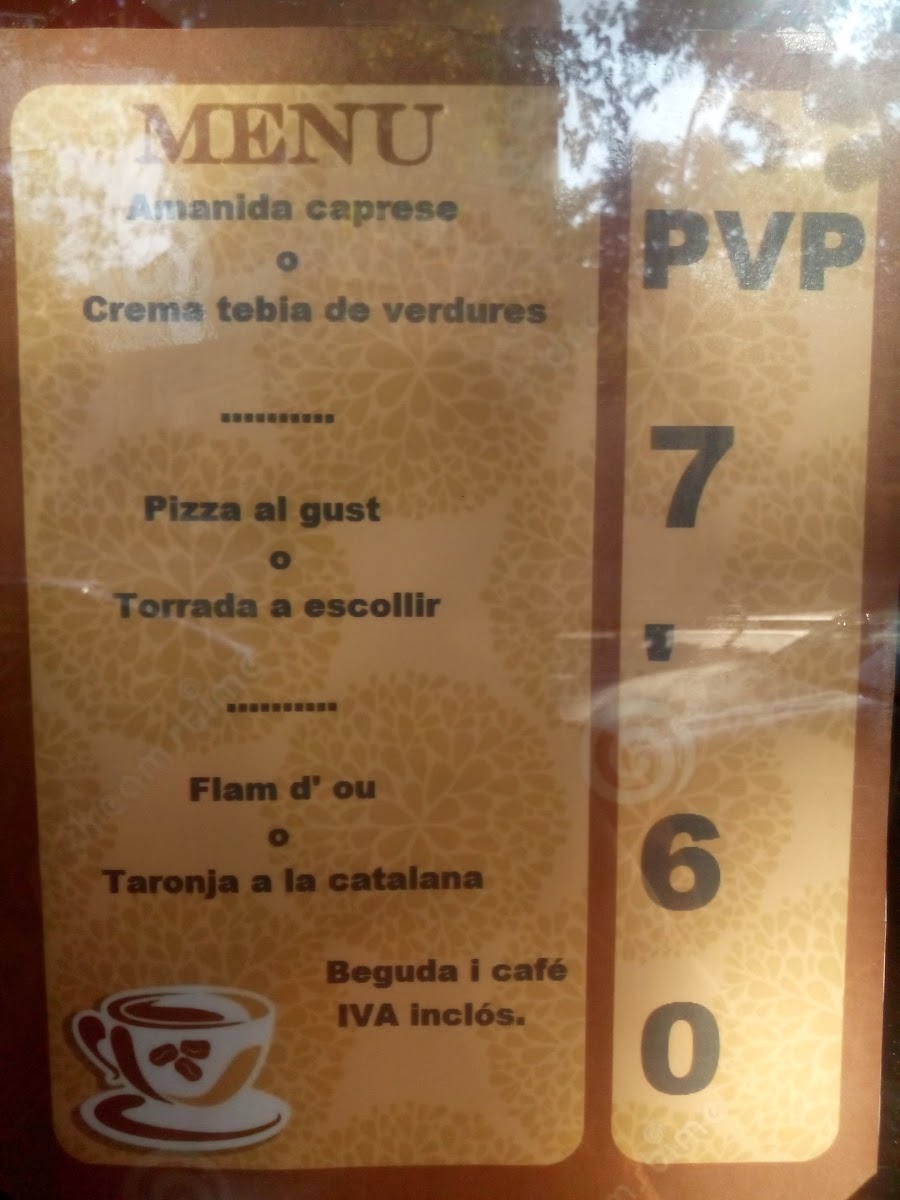 MENU
Amanida caprese
o
Crema tebia de verdures
..........
Pizza al gust
o
Torrada a escollir
..........
Flam d' ou
o
Taronja a la catalana
Beguda i café
IVA inclós.
PVP
7
'
6
0